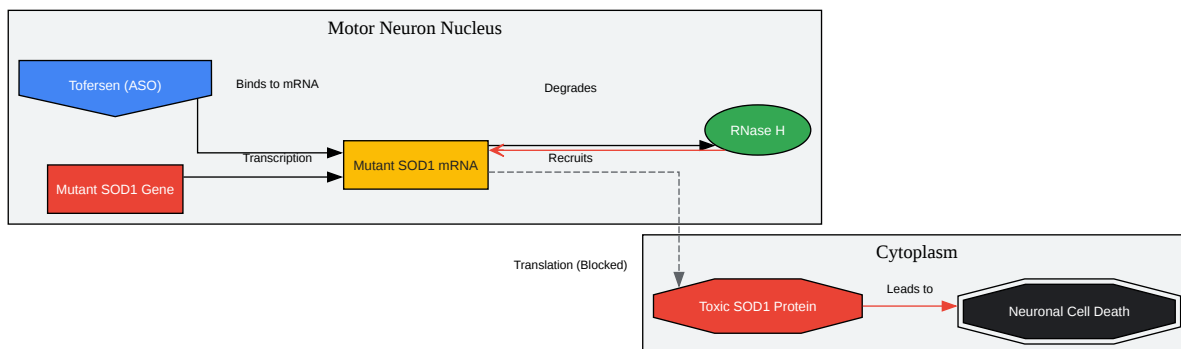 Motor Neuron Nucleus
Tofersen (ASO)
Binds to mRNA
Degrades
RNase H
Transcription
Mutant SOD1 mRNA
Recruits
Mutant SOD1 Gene
Cytoplasm
Translation (Blocked)
Leads to
Toxic SOD1 Protein
Neuronal Cell Death